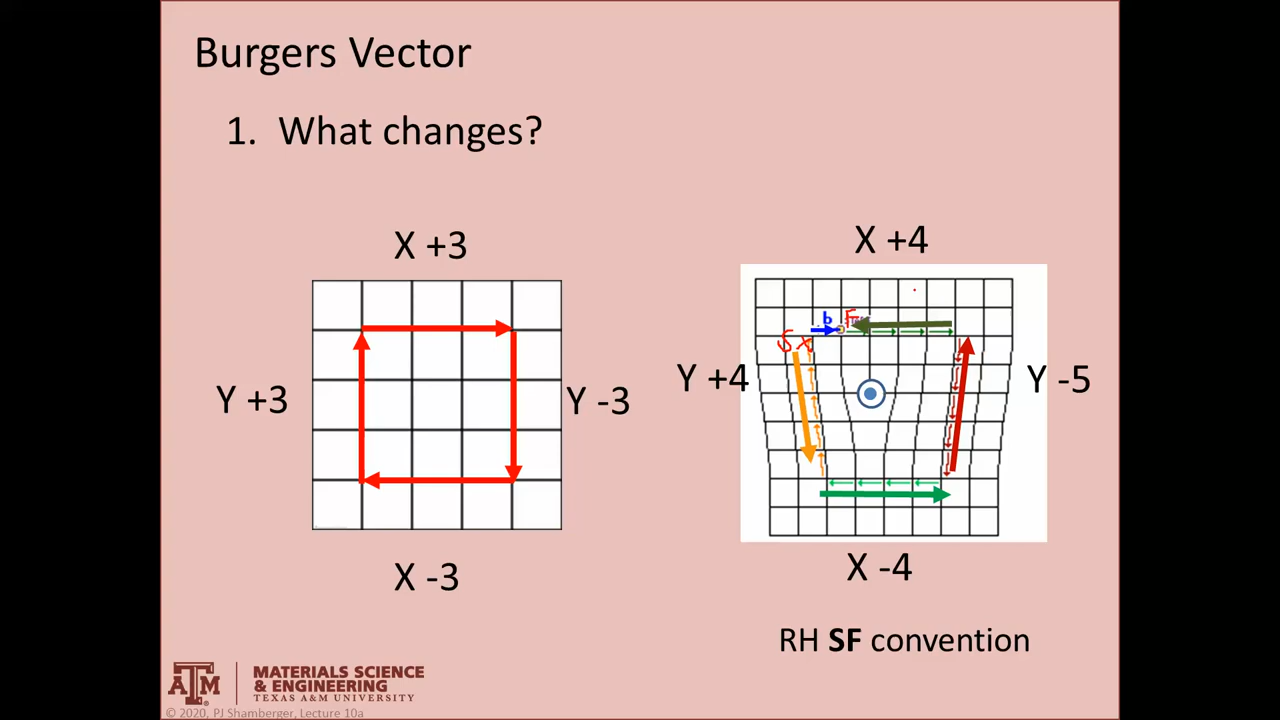 Burgers Vector
1. What changes?
X +3
X +4
b
F
S
Y +3
Y -3
Y +4
Y -5
X -3
X -4
RH SF convention
ATM
MATERIALS SCIENCE
& ENGINEERING
TEXAS A&M UNIVERSITY
© 2020, PJ Shamberger, Lecture 10a